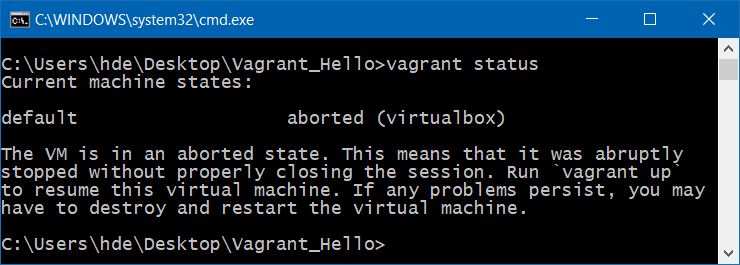 C:\WINDOWS\system32\cmd.exe
C:\Users\hde\Desktop\Vagrant_Hello>vagrant status
Current machine states:
default                   aborted (virtualbox)
The VM is in an aborted state. This means that it was abruptly
stopped without properly closing the session. Run `vagrant up`
to resume this virtual machine. If any problems persist, you may
have to destroy and restart the virtual machine.
C:\Users\hde\Desktop\Vagrant_Hello>